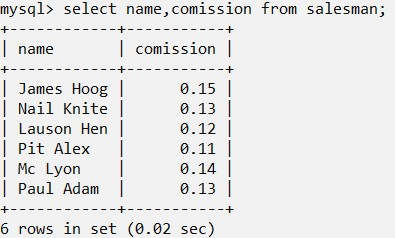 mysql> select name,comission from salesman;
+------------+-----------+
| name       | comission |
+------------+-----------+
| James Hoog |      0.15 |
| Nail Knite |      0.13 |
| Lauson Hen |      0.12 |
| Pit Alex   |      0.11 |
| Mc Lyon    |      0.14 |
| Paul Adam  |      0.13 |
+------------+-----------+
6 rows in set (0.02 sec)